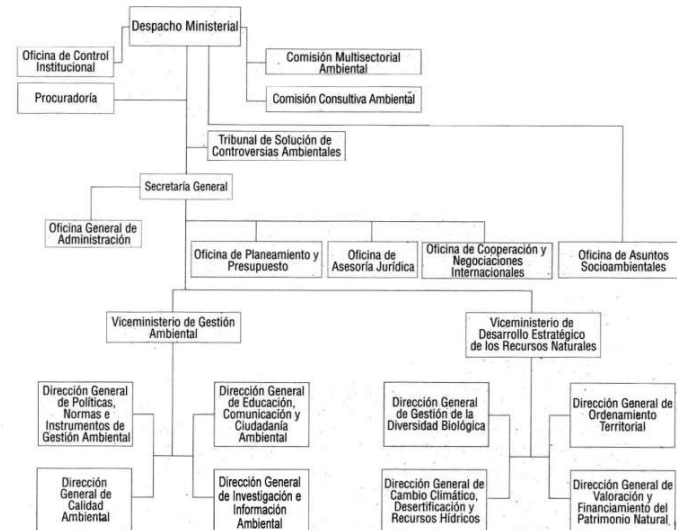 Despacho Ministerial
Oficina de Control
Institucional
Comisión Multisectorial
Ambiental
Procuradoría
Comisión Consultiva Ambiental
Tribunal de Solución de
Controversias Ambientales
Secretaría General
Oficina General de
Administración
Oficina de Planeamiento y
Presupuesto
Oficina de
Asesoría Jurídica
Oficina de Cooperación y
Negociaciones
Internacionales
Oficina de Asuntos
Socioambientales
Viceministerio de Gestión
Ambiental
Viceministerio de
Desarrollo Estratégico
de los Recursos Naturales
Dirección General
de Políticas,
Normas e
Instrumentos de
Gestión Ambiental
Dirección General
de Educación,
Comunicación y
Ciudadanía
Ambiental
Dirección General
de Gestión de la
Diversidad Biológica
Dirección General de
Ordenamiento
Territorial
Dirección
General de
Calidad
Ambiental
Dirección General
de Investigación e
Información
Ambiental
Dirección General de
Cambio Climático,
Desertificación y
Recursos Hídricos
Dirección General de
Valoración y
Financiamiento del
Patrimonio Natural